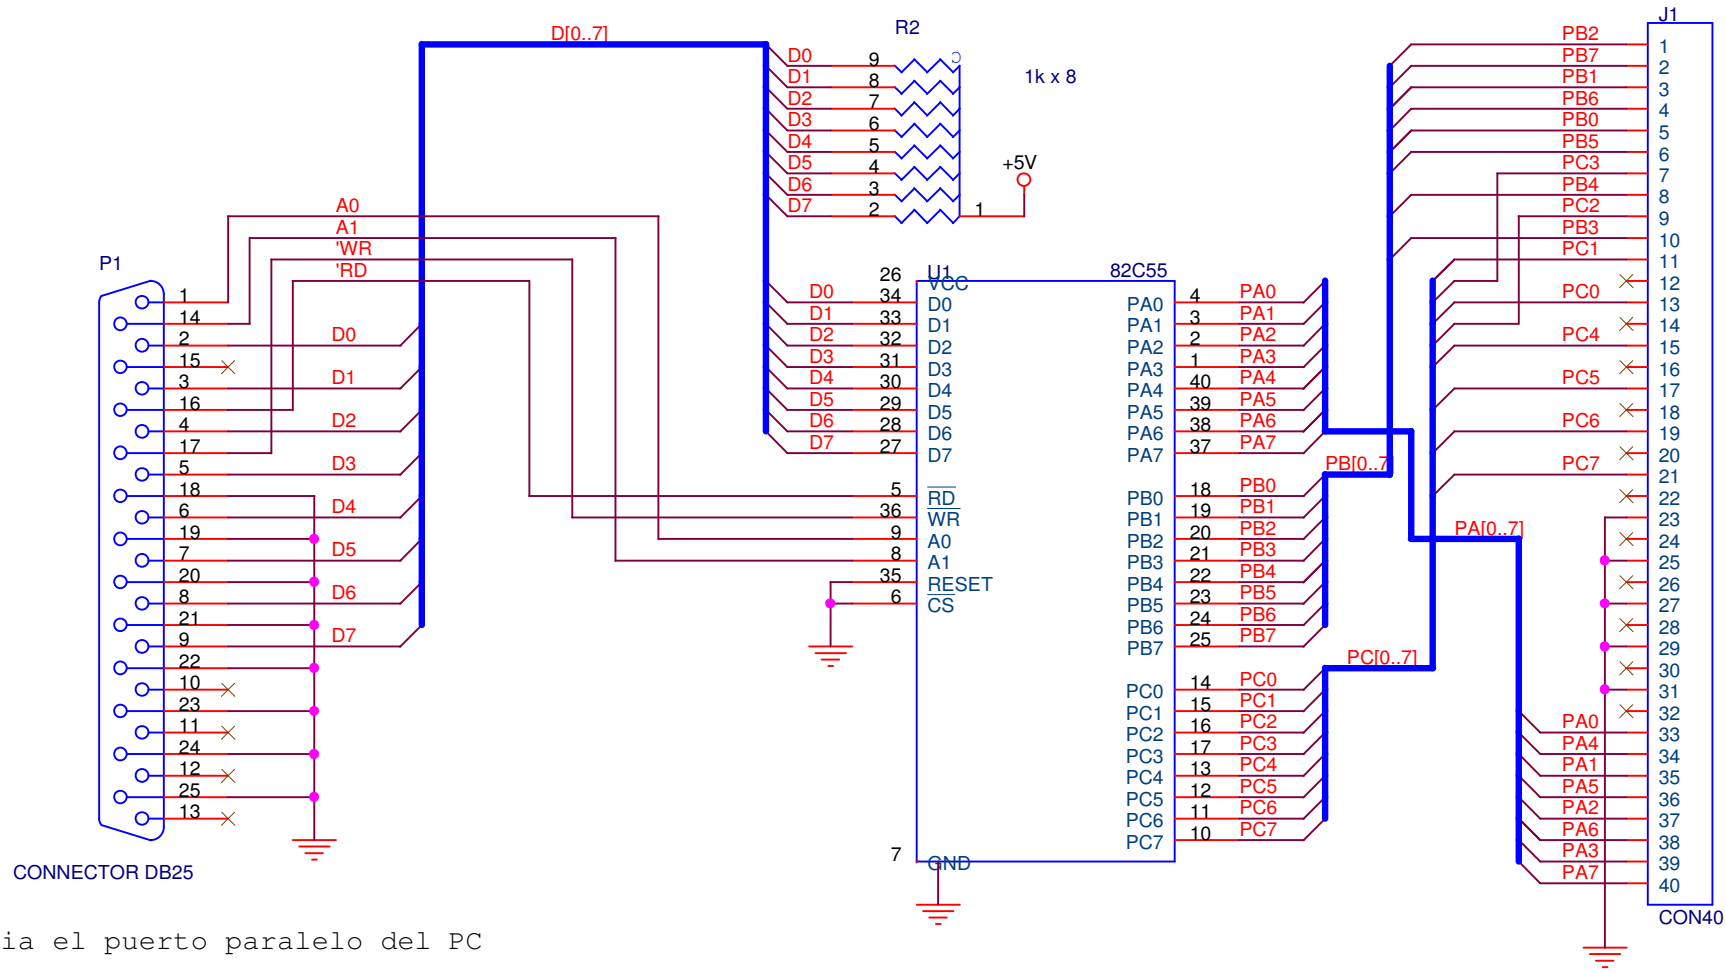 D[0..7]
R2
1k x 8
+5V
D0 9
D1 8
D2 7
D3 6
D4 5
D5 4
D6 3
D7 2
1
A0
A1
'WR
'RD
P1
1
14
2 D0
15
3 D1
16
4 D2
17
5 D3
18
6 D4
19
7 D5
20
8 D6
21
9 D7
22
10
23
11
24
12
25
13
CONNECTOR DB25
U1
82C55
26 VCC
D0 34 D0
D1 33 D1
D2 32 D2
D3 31 D3
D4 30 D4
D5 29 D5
D6 28 D6
D7 27 D7
5 RD
36 WR
9 A0
8 A1
35 RESET
6 CS
7 GND
PA0 4 PA0
PA1 3 PA1
PA2 2 PA2
PA3 1 PA3
PA4 40 PA4
PA5 39 PA5
PA6 38 PA6
PA7 37 PA7
PB0 18 PB0
PB1 19 PB1
PB2 20 PB2
PB3 21 PB3
PB4 22 PB4
PB5 23 PB5
PB6 24 PB6
PB7 25 PB7
PC0 14 PC0
PC1 15 PC1
PC2 16 PC2
PC3 17 PC3
PC4 13 PC4
PC5 12 PC5
PC6 11 PC6
PC7 10 PC7
PB[0..7]
PA[0..7]
PC[0..7]
J1
PB2 1
PB7 2
PB1 3
PB6 4
PB0 5
PB5 6
PC3 7
PB4 8
PC2 9
PB3 10
PC1 11
12
PC0 13
14
PC4 15
16
PC5 17
18
PC6 19
20
PC7 21
22
23
24
25
26
27
28
29
30
31
32
PA0 33
PA4 34
PA1 35
PA5 36
PA2 37
PA6 38
PA3 39
PA7 40
CON40
ia el puerto paralelo del PC